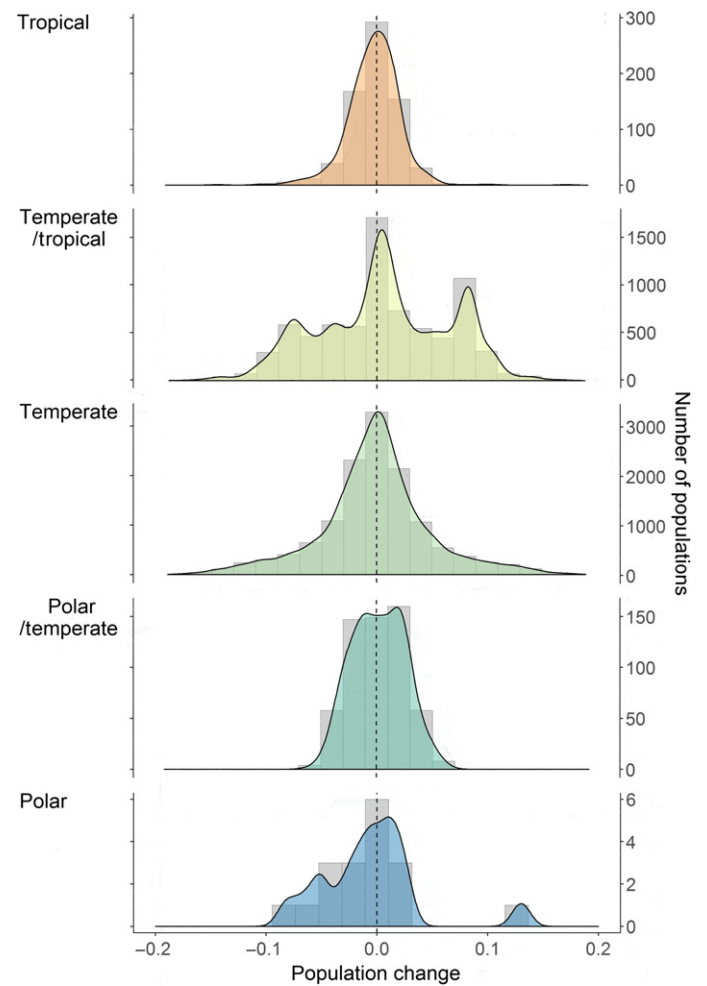 Tropical
300
200
100
0
Temperate
/tropical
1500
1000
500
0
Temperate
3000
2000
1000
0
Number of populations
Polar
/temperate
150
100
50
0
Polar
6
4
2
0
−0.2 −0.1 0.0 0.1 0.2
Population change